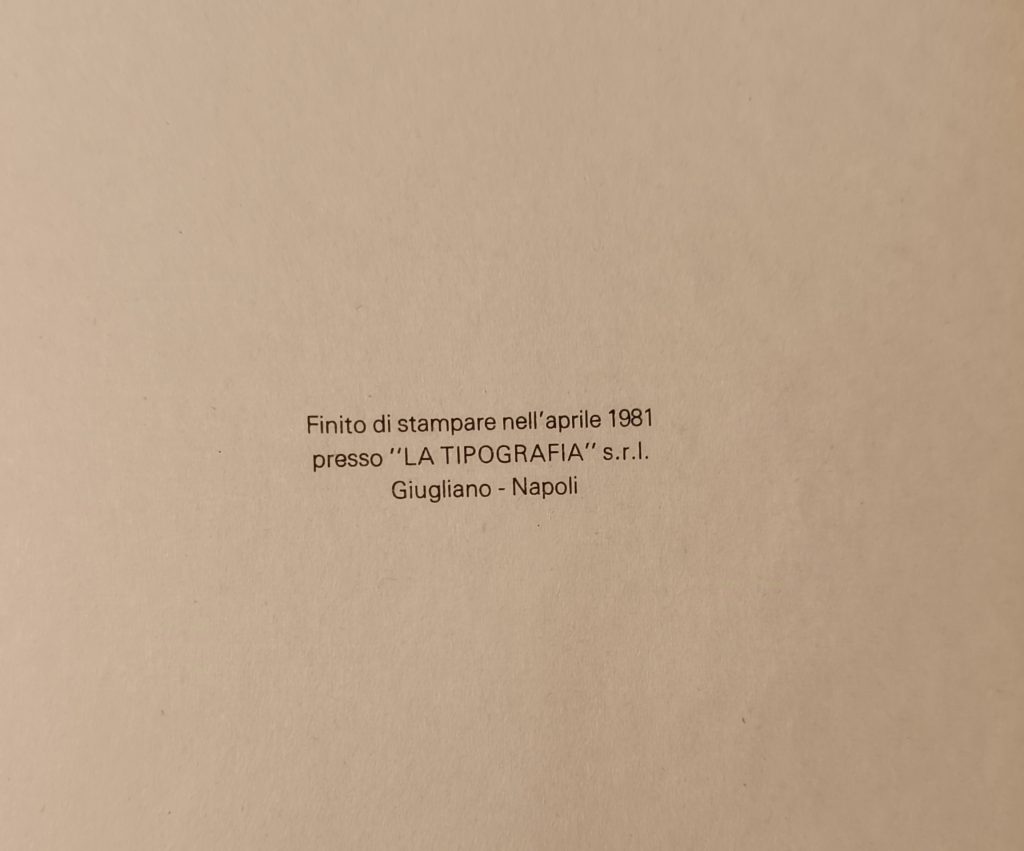 Finito di stampare nell'aprile 1981
presso "LA TIPOGRAFIA" s.r.l.
Giugliano - Napoli